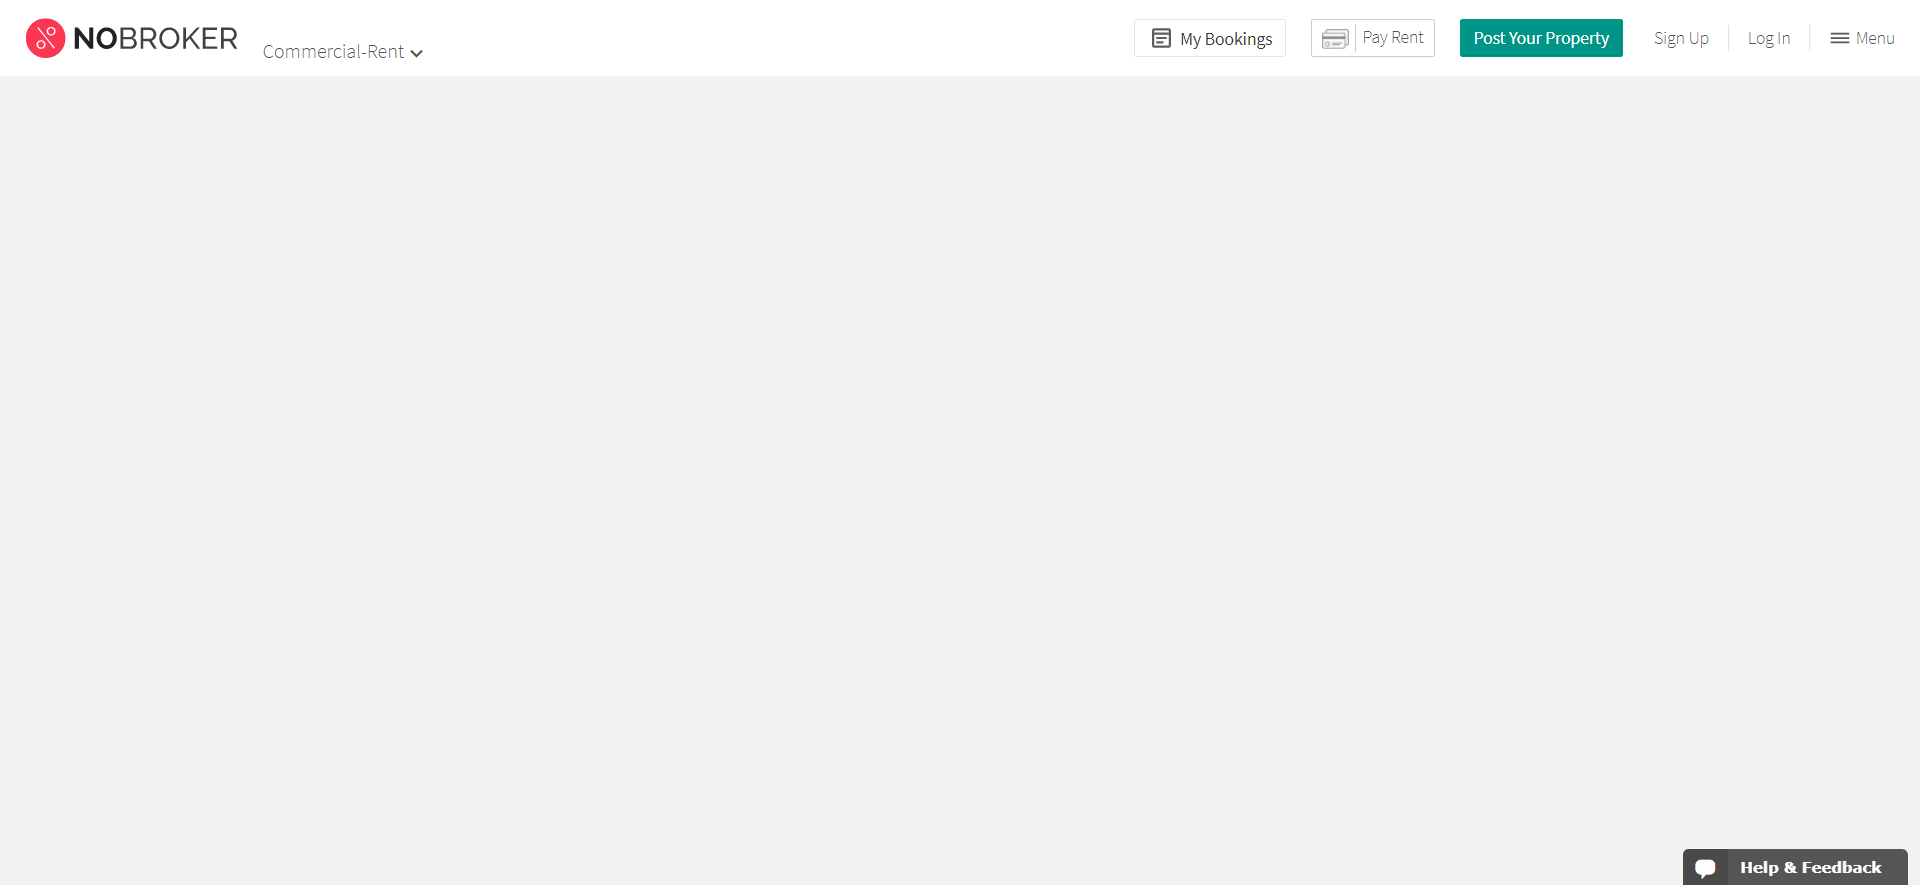 NOBROKER
Commercial-Rent
My Bookings
Pay Rent
Post Your Property
Sign Up
Log In
Menu
Help & Feedback